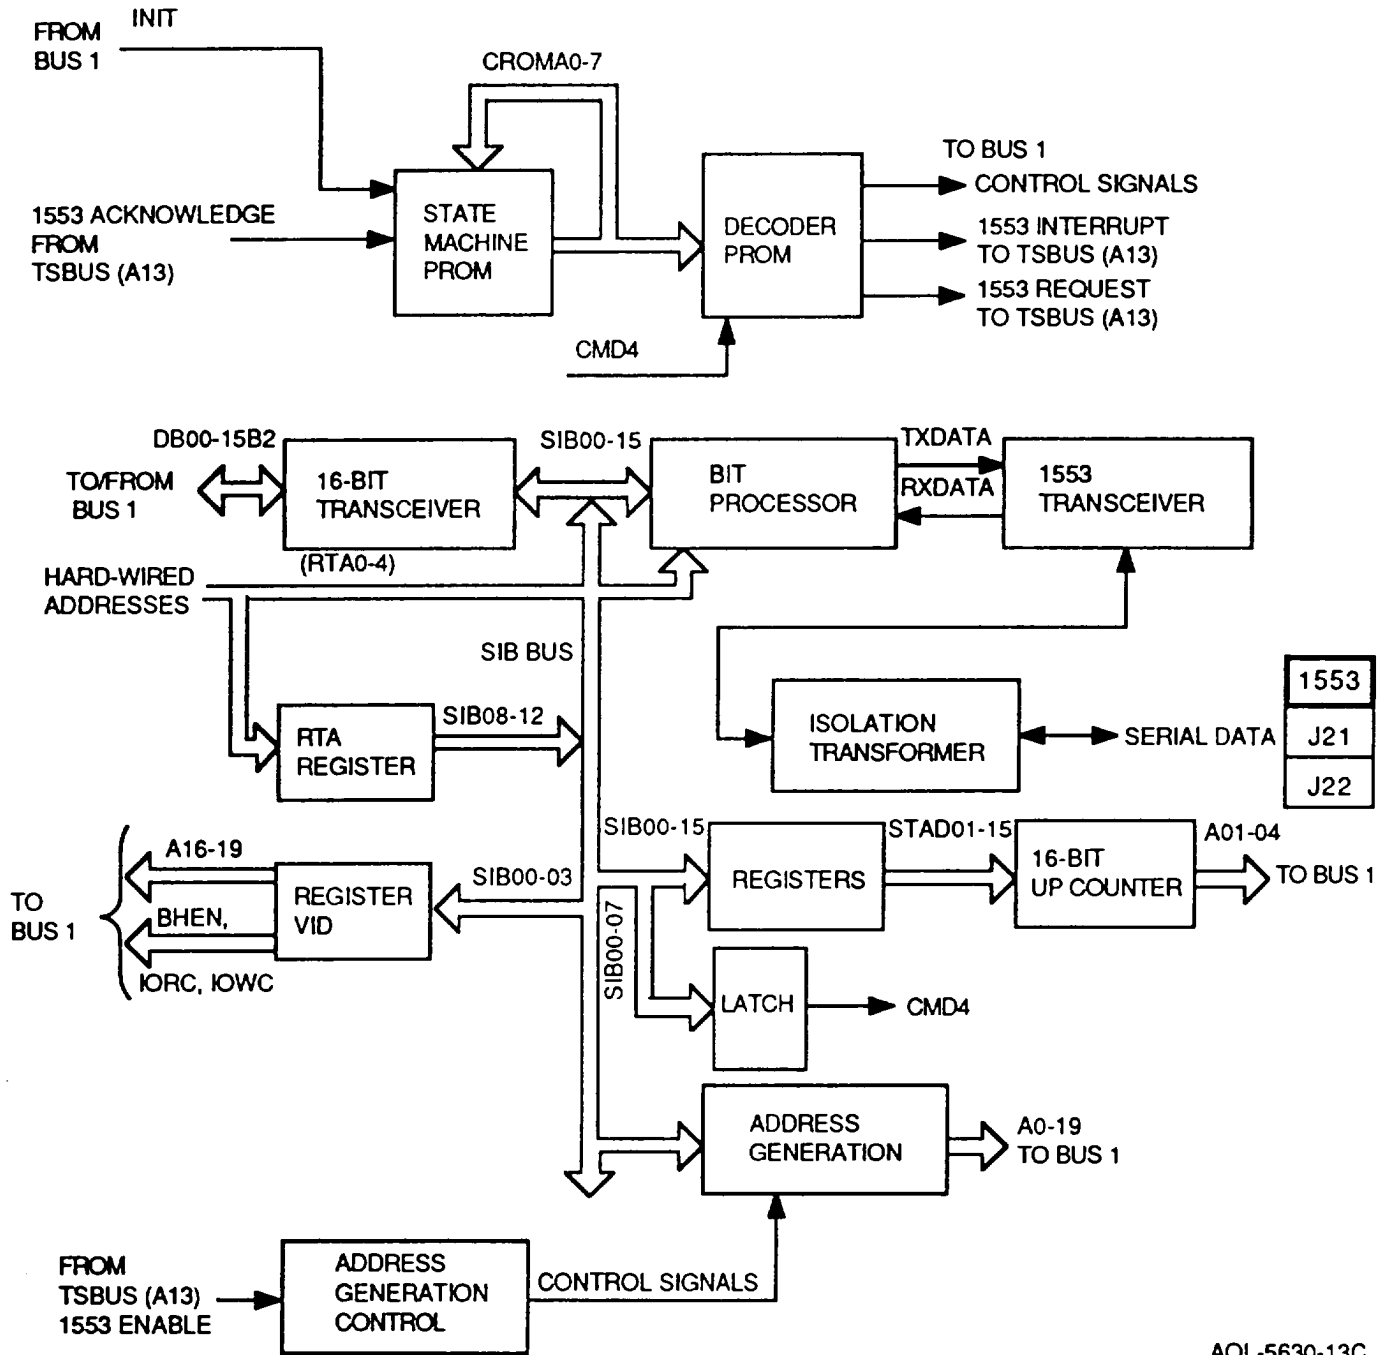 INIT
FROM
BUS 1
CROMA0-7
TO BUS 1
CONTROL SIGNALS
1553 ACKNOWLEDGE
FROM
TSBUS (A13)
STATE
MACHINE
PROM
DECODER
PROM
1553 INTERRUPT
TO TSBUS (A13)
1553 REQUEST
TO TSBUS (A13)
CMD4
DB00-15B2
SIB00-15
TO/FROM
BUS 1
16-BIT
TRANSCEIVER
BIT
PROCESSOR
TXDATA
RXDATA
1553
TRANSCEIVER
(RTA0-4)
HARD-WIRED
ADDRESSES
SIB BUS
RTA
REGISTER
SIB08-12
ISOLATION
TRANSFORMER
SERIAL DATA
1553
J21
J22
TO
BUS 1
A16-19
BHEN,
IORC, IOWC
REGISTER
VID
SIB00-03
SIB00-15
SIB00-07
REGISTERS
STAD01-15
16-BIT
UP COUNTER
A01-04
TO BUS 1
LATCH
CMD4
ADDRESS
GENERATION
A0-19
TO BUS 1
FROM
TSBUS (A13)
1553 ENABLE
ADDRESS
GENERATION
CONTROL
CONTROL SIGNALS
AOL-5630-13C